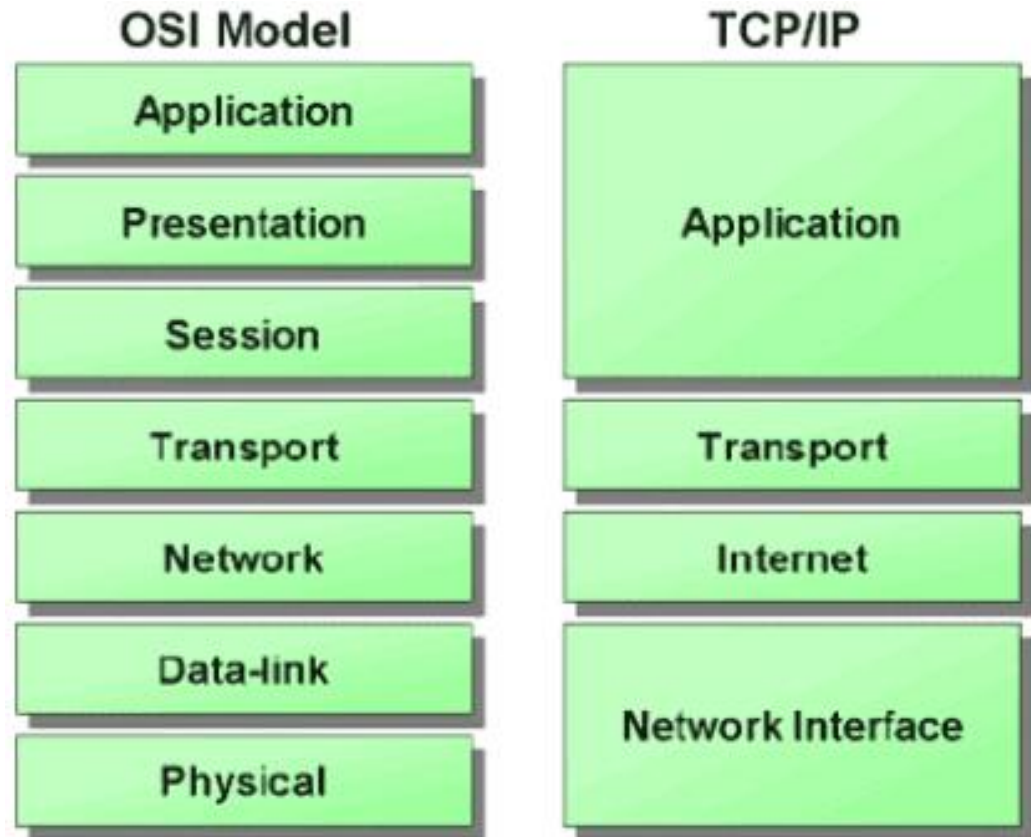 OSI Model
Application
Presentation
Session
Transport
Network
Data-link
Physical
TCP/IP
Application
Transport
Internet
Network Interface